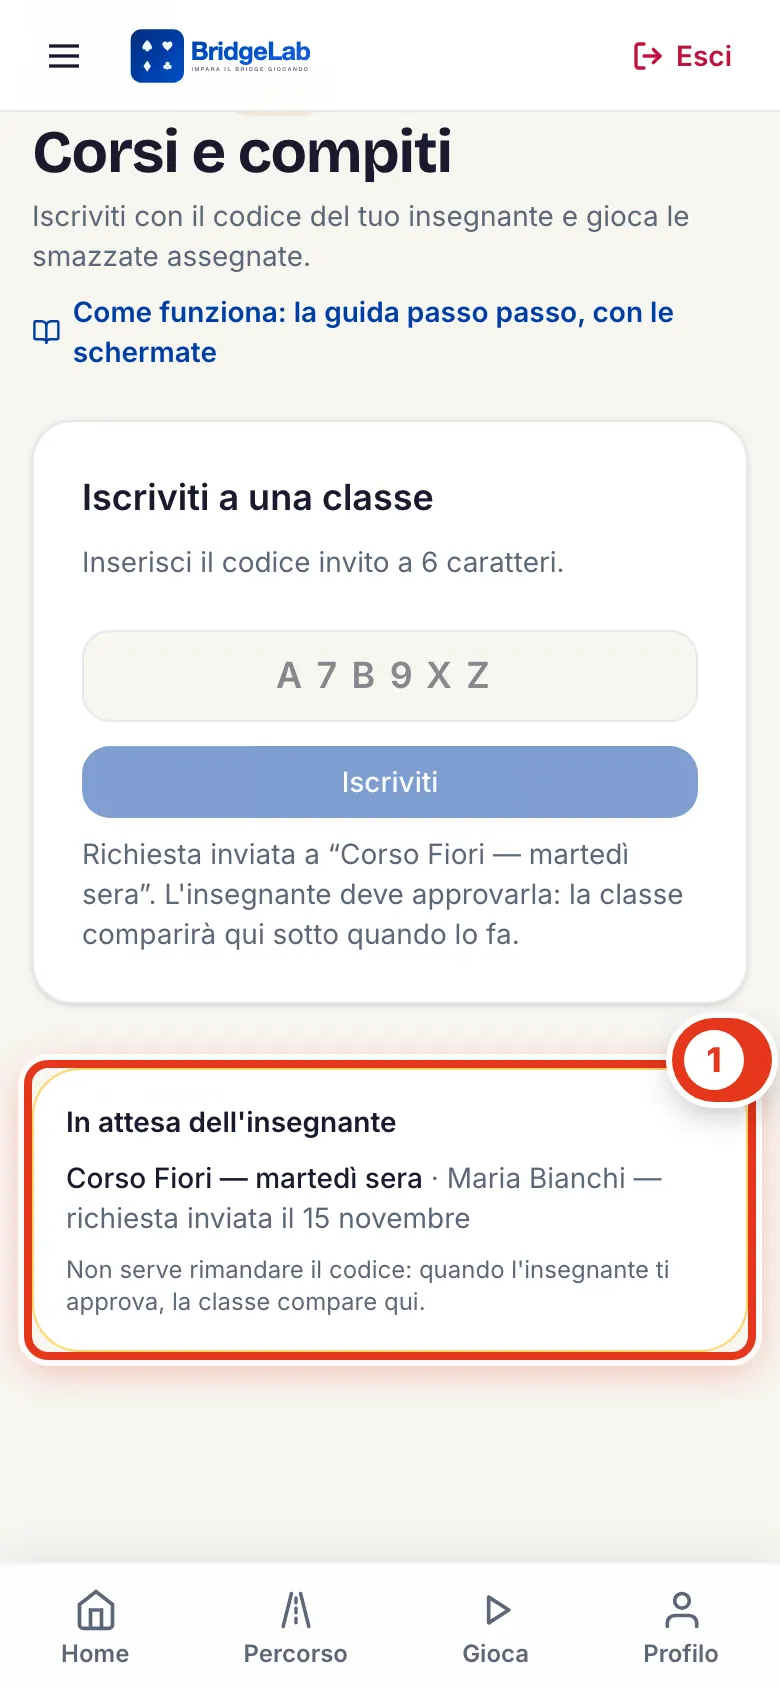 BridgeLab
IMPARA IL BRIDGE GIOCANDO
Esci
Corsi e compiti
Iscriviti con il codice del tuo insegnante e gioca le
smazzate assegnate.
Come funziona: la guida passo passo, con le
schermate
Iscriviti a una classe
Inserisci il codice invito a 6 caratteri.
A7B9XZ
Iscriviti
Richiesta inviata a “Corso Fiori — martedì
sera”. L'insegnante deve approvarla: la classe
comparirà qui sotto quando lo fa.
1
In attesa dell'insegnante
Corso Fiori — martedì sera · Maria Bianchi —
richiesta inviata il 15 novembre
Non serve rimandare il codice: quando l'insegnante ti
approva, la classe compare qui.
Home
Percorso
Gioca
Profilo